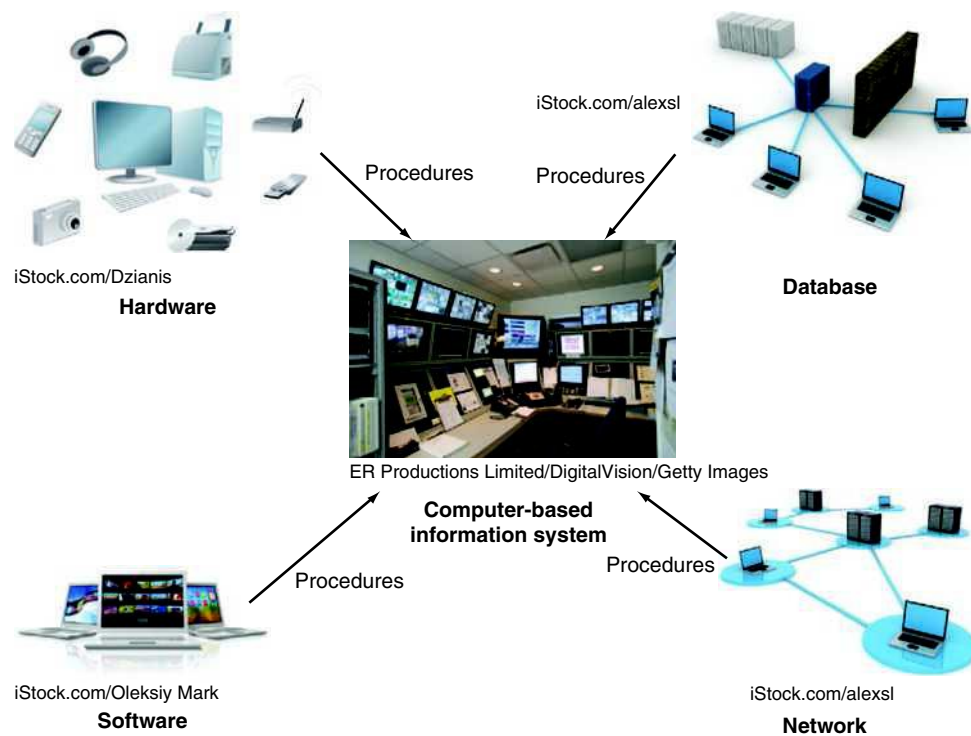 iStock.com/alexsl
Procedures
Procedures
iStock.com/Dzianis
Hardware
Database
ER Productions Limited/DigitalVision/Getty Images
Computer-based
information system
Procedures
Procedures
iStock.com/Oleksiy Mark
Software
iStock.com/alexsl
Network